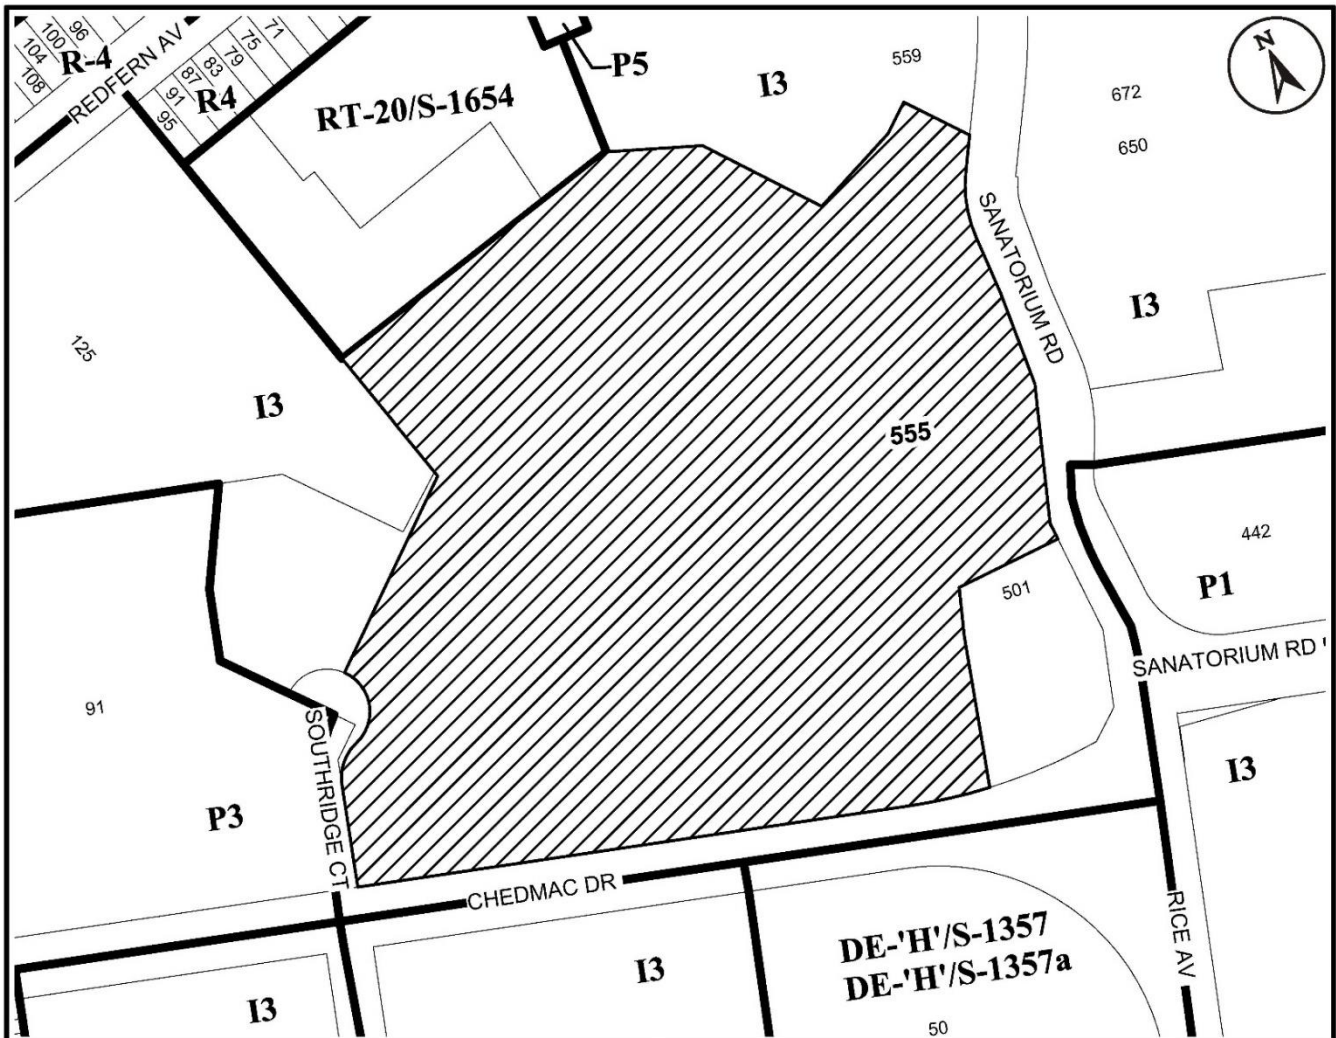 96
100
104
108
R-4
REDFERN AV
71
75
79
83
87
91
95
R4
RT-20/S-1654
P5
I3
559
672
650
N
SANATORIUM RD
I3
125
I3
555
442
P1
501
SANATORIUM RD
91
SOUTHRIDGE CT
P3
I3
CHEDMAC DR
RICE AV
I3
I3
DE-'H'/S-1357
DE-'H'/S-1357a
50